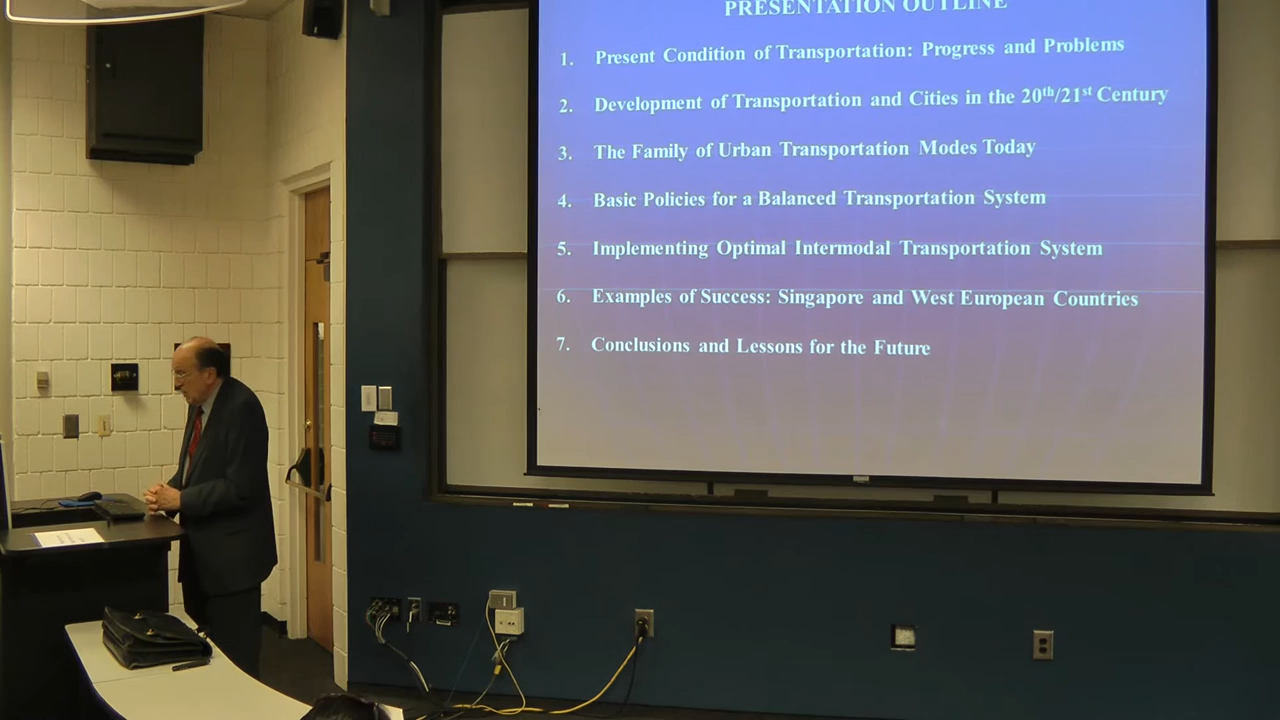 PRESENTATION OUTLINE
1. Present Condition of Transportation: Progress and Problems
2. Development of Transportation and Cities in the 20th/21st Century
3. The Family of Urban Transportation Modes Today
4. Basic Policies for a Balanced Transportation System
5. Implementing Optimal Intermodal Transportation System
6. Examples of Success: Singapore and West European Countries
7. Conclusions and Lessons for the Future